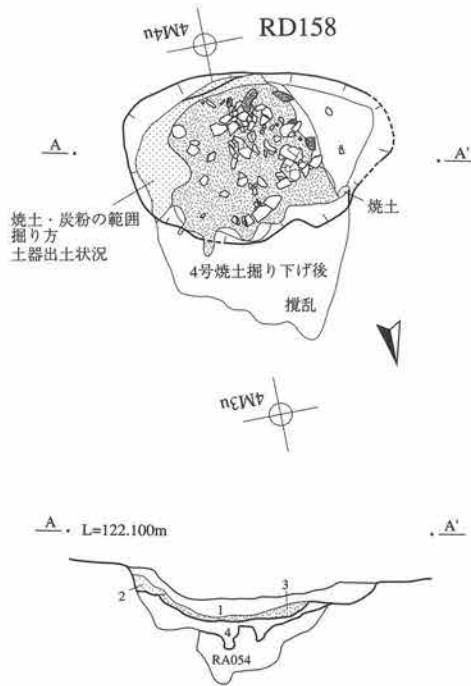 RD158
4M4u
A
A'
焼土・炭粉の範囲
掘り方
土器出土状況
焼土
4号焼土掘り下げ後
撹乱
4M3u
A
L=122.100m
A'
2
1
3
4
RA054